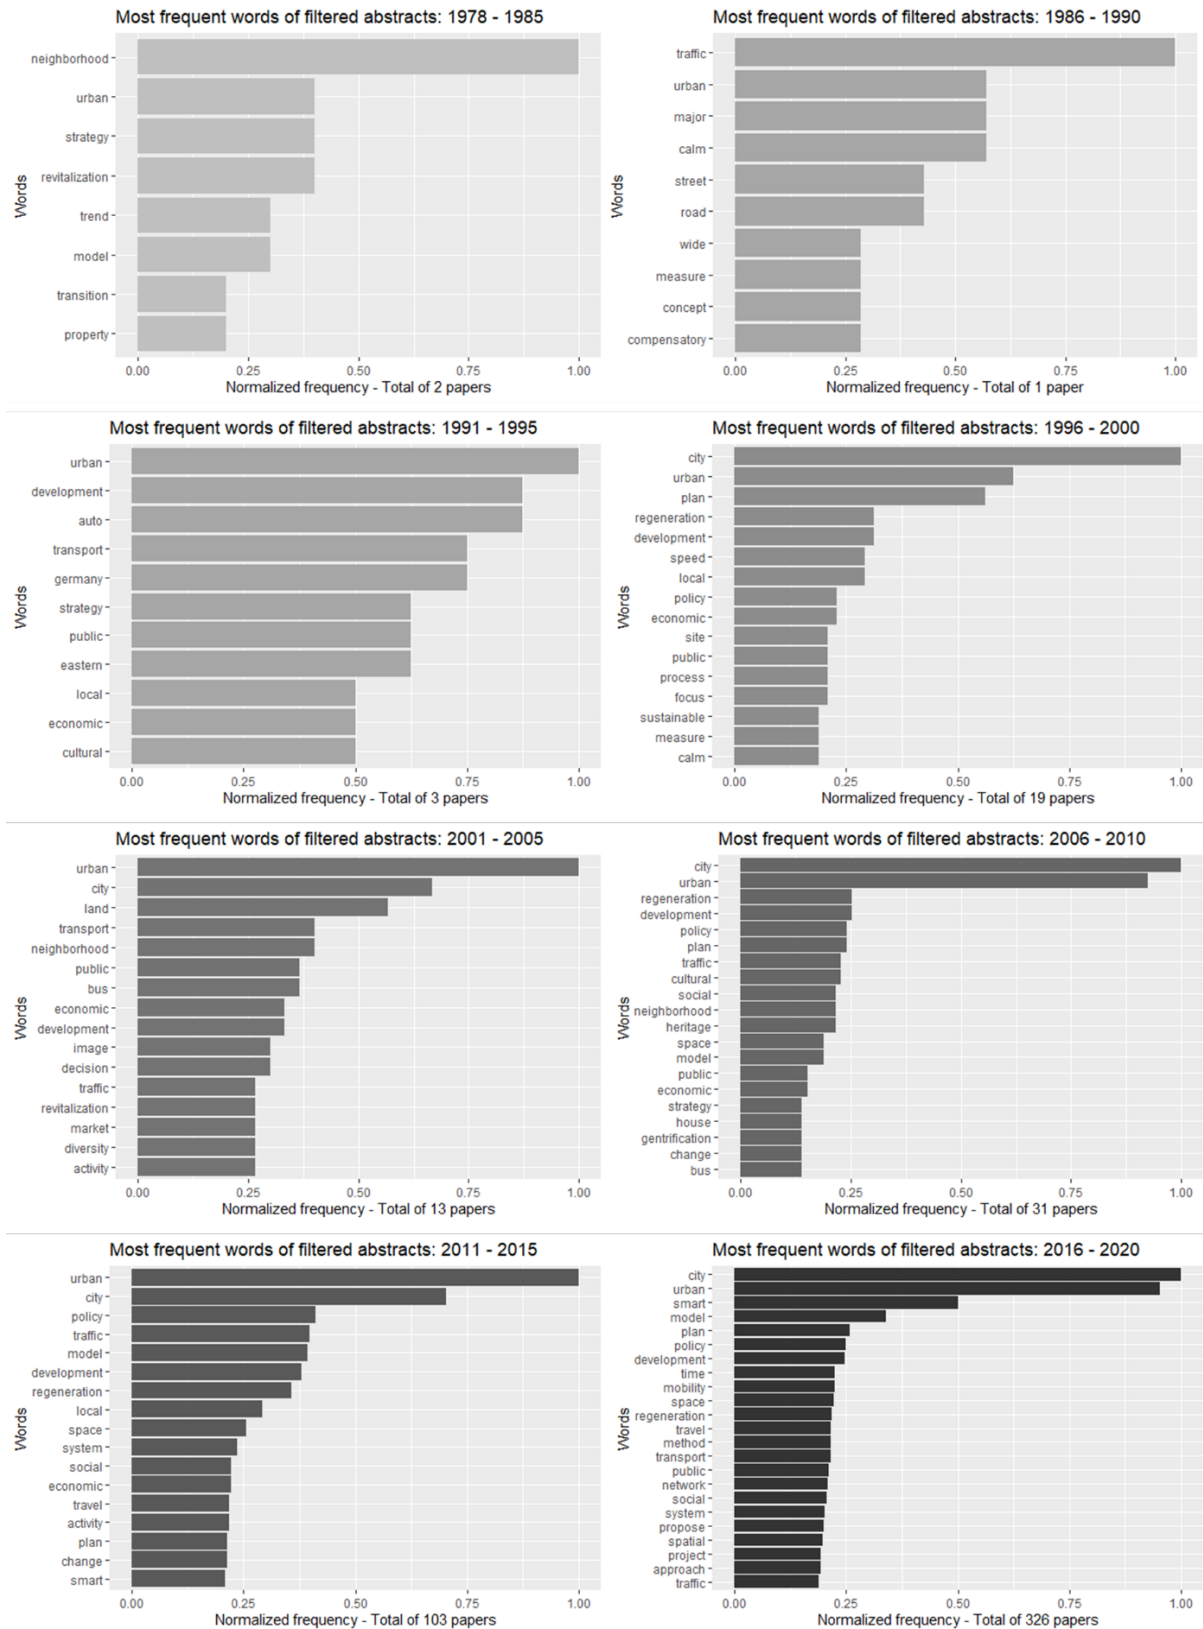 Most frequent words of filtered abstracts: 1978 - 1985
Words
neighborhood
urban
strategy
revitalization
trend
model
transition
property
0.00 0.25 0.50 0.75 1.00
Normalized frequency - Total of 2 papers
Most frequent words of filtered abstracts: 1986 - 1990
Words
traffic
urban
major
calm
street
road
wide
measure
concept
compensatory
0.00 0.25 0.50 0.75 1.00
Normalized frequency - Total of 1 paper
Most frequent words of filtered abstracts: 1991 - 1995
Words
urban
development
auto
transport
germany
strategy
public
eastern
local
economic
cultural
0.00 0.25 0.50 0.75 1.00
Normalized frequency - Total of 3 papers
Most frequent words of filtered abstracts: 1996 - 2000
Words
city
urban
plan
regeneration
development
speed
local
policy
economic
site
public
process
focus
sustainable
measure
calm
0.00 0.25 0.50 0.75 1.00
Normalized frequency - Total of 19 papers
Most frequent words of filtered abstracts: 2001 - 2005
Words
urban
city
land
transport
neighborhood
public
bus
economic
development
image
decision
traffic
revitalization
market
diversity
activity
0.00 0.25 0.50 0.75 1.00
Normalized frequency - Total of 13 papers
Most frequent words of filtered abstracts: 2006 - 2010
Words
city
urban
regeneration
development
policy
plan
traffic
cultural
social
neighborhood
heritage
space
model
public
economic
strategy
house
gentrification
change
bus
0.00 0.25 0.50 0.75 1.00
Normalized frequency - Total of 31 papers
Most frequent words of filtered abstracts: 2011 - 2015
Words
urban
city
policy
traffic
model
development
regeneration
local
space
system
social
economic
travel
activity
plan
change
smart
0.00 0.25 0.50 0.75 1.00
Normalized frequency - Total of 103 papers
Most frequent words of filtered abstracts: 2016 - 2020
Words
city
urban
smart
model
plan
policy
development
time
mobility
space
regeneration
travel
method
transport
public
network
social
system
propose
spatial
project
approach
traffic
0.00 0.25 0.50 0.75 1.00
Normalized frequency - Total of 326 papers